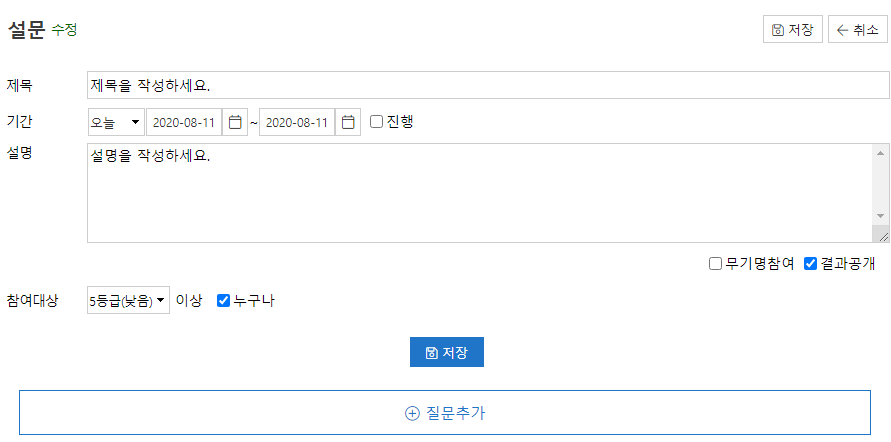 설문 수정 저장 취소
제목 제목을 작성하세요.
기간 오늘 2020-08-11 ~ 2020-08-11 진행
설명 설명을 작성하세요.
무기명참여 결과공개
참여대상 5등급(낮음) 이상 누구나
저장
질문추가